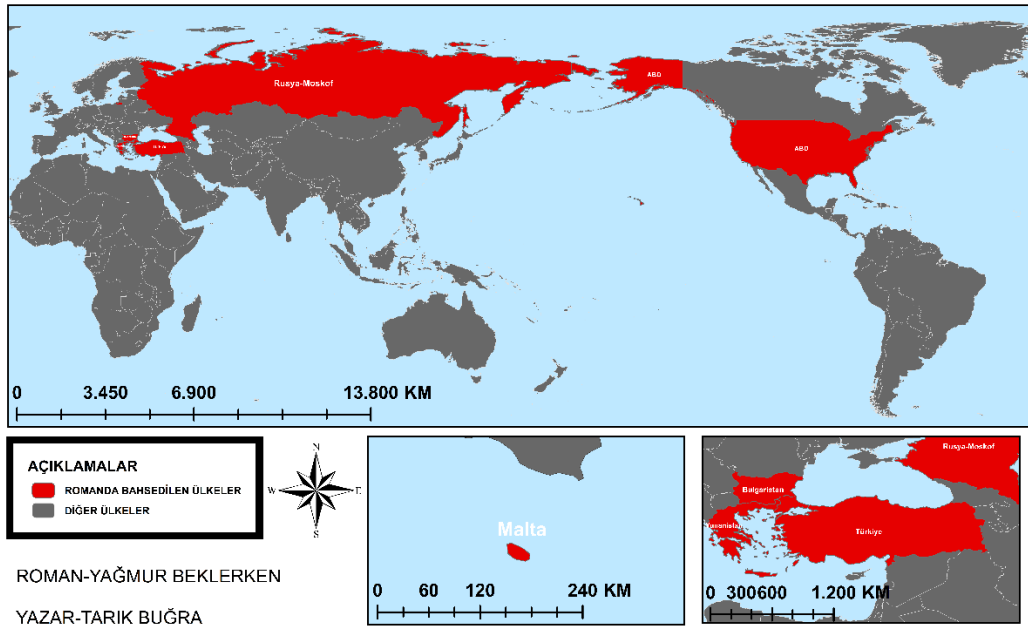 Rusya-Moskof
ABD
ABD
0 3.450 6.900 13.800 KM
AÇIKLAMALAR
ROMANDA BAHSEDİLEN ÜLKELER
DİĞER ÜLKELER
N
W E
S
ROMAN-YAĞMUR BEKLERKEN
YAZAR-TARIK BUĞRA
Malta
0 60 120 240 KM
Rusya-Moskof
Bulgaristan
Yunanistan
Türkiye
0 300600 1.200 KM